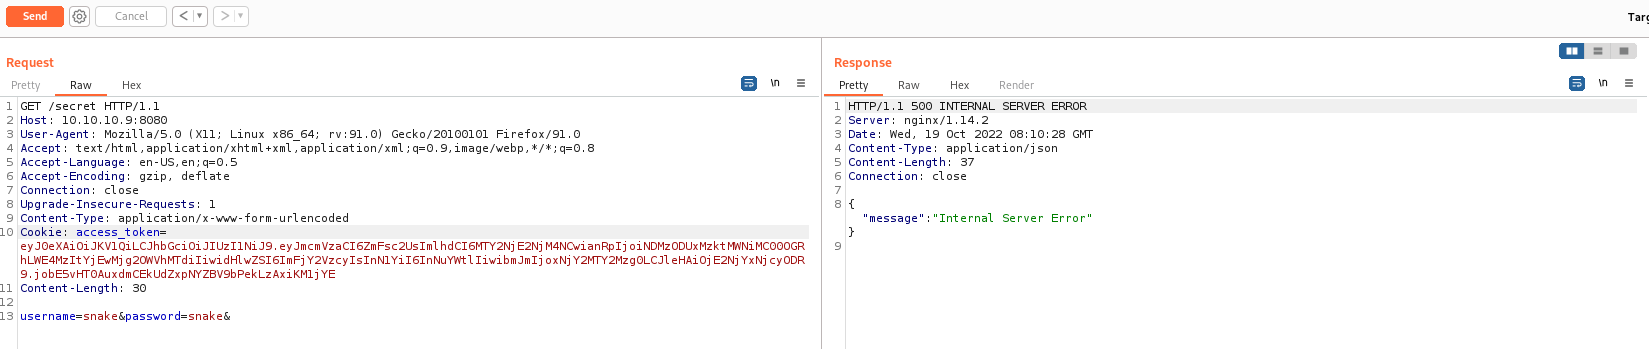 Send Cancel < > Targ
Request
Pretty Raw Hex \n
1 GET /secret HTTP/1.1
2 Host: 10.10.10.9:8080
3 User-Agent: Mozilla/5.0 (X11; Linux x86_64; rv:91.0) Gecko/20100101 Firefox/91.0
4 Accept: text/html,application/xhtml+xml,application/xml;q=0.9,image/webp,*/*;q=0.8
5 Accept-Language: en-US,en;q=0.5
6 Accept-Encoding: gzip, deflate
7 Connection: close
8 Upgrade-Insecure-Requests: 1
9 Content-Type: application/x-www-form-urlencoded
10 Cookie: access_token=
eyJ0eXAiOiJKV1QiLCJhbGciOiJIUzI1NiJ9.eyJmcmVzaCI6ZmFsc2UsImlhdCI6MTY2NjE2NjM4NCwianRpIjoiNDMzODUxMzktMWNiMC00OGR
hLWE4MzItYjEwMjg2OWVhMTdiIiwidHlwZSI6ImFjY2VzcyIsInN1YiI6InNuYWtlIiwibmJmIjoxNjY2MTY2Mzg0LCJleHAiOjE2NjYxNjcyODR
9.jobE5vHT0AuxdmCEkUdZxpNYZBV9bPekLzAxiKM1jYE
11 Content-Length: 30
12
13 username=snake&password=snake&
Response
Pretty Raw Hex Render \n
1 HTTP/1.1 500 INTERNAL SERVER ERROR
2 Server: nginx/1.14.2
3 Date: Wed, 19 Oct 2022 08:10:28 GMT
4 Content-Type: application/json
5 Content-Length: 37
6 Connection: close
7
8 {
"message":"Internal Server Error"
}
9